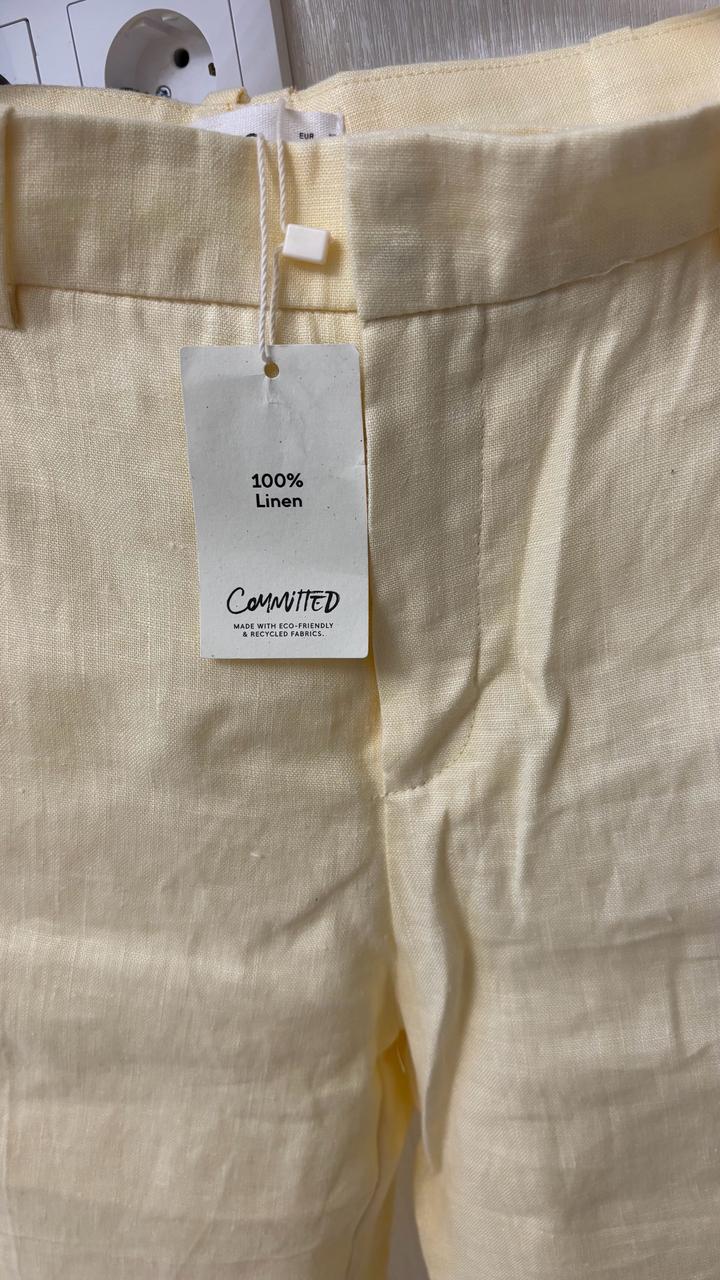 EUR
100%
Linen
COMMITTED
MADE WITH ECO-FRIENDLY
& RECYCLED FABRICS.